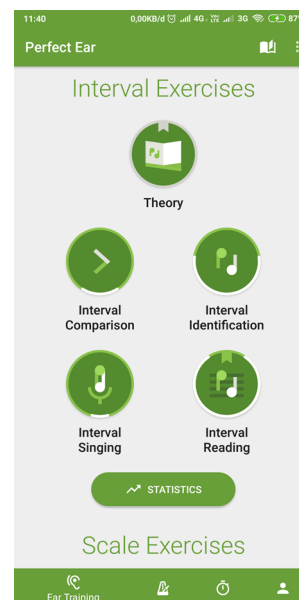 11:40 0,00KB/d 4G+ VoLTE 3G 87
Perfect Ear
Interval Exercises
Theory
Interval Comparison
Interval Identification
Interval Singing
Interval Reading
STATISTICS
Scale Exercises
Ear Training